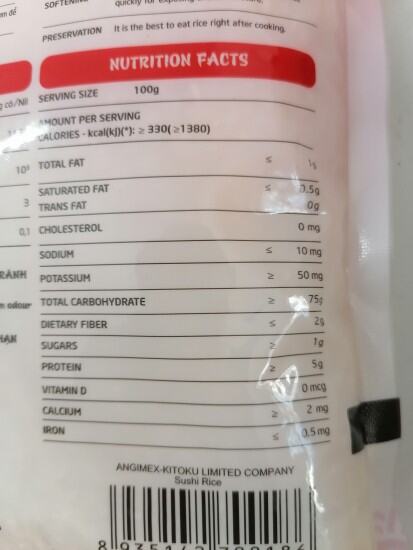 PRESERVATION It is the best to eat rice right after cooking.
NUTRITION FACTS
SERVING SIZE 100g
AMOUNT PER SERVING
CALORIES - kcal(kJ)(*): ≥ 330(≥1380)
TOTAL FAT ≤
SATURATED FAT ≤ 0.5g
TRANS FAT 0g
CHOLESTEROL 0 mg
SODIUM ≤ 10 mg
POTASSIUM ≥ 50 mg
TOTAL CARBOHYDRATE ≥ 75g
DIETARY FIBER ≤ 2g
SUGARS ≥ 1g
PROTEIN ≥ 5g
VITAMIN D 0 mcg
CALCIUM ≥ 2 mg
IRON ≤ 0,5 mg
ANGIMEX-KITOKU LIMITED COMPANY
Sushi Rice